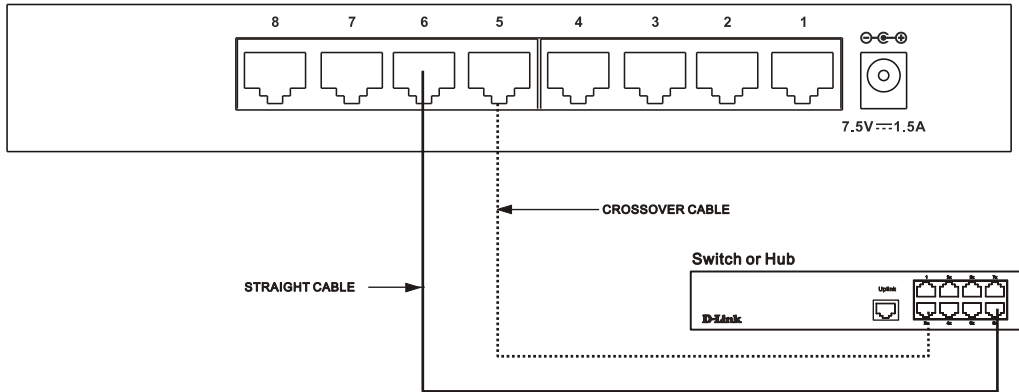 8 7 6 5 4 3 2 1
7.5V 1.5A
CROSSOVER CABLE
STRAIGHT CABLE
Switch or Hub
Uplink
D-Link
1